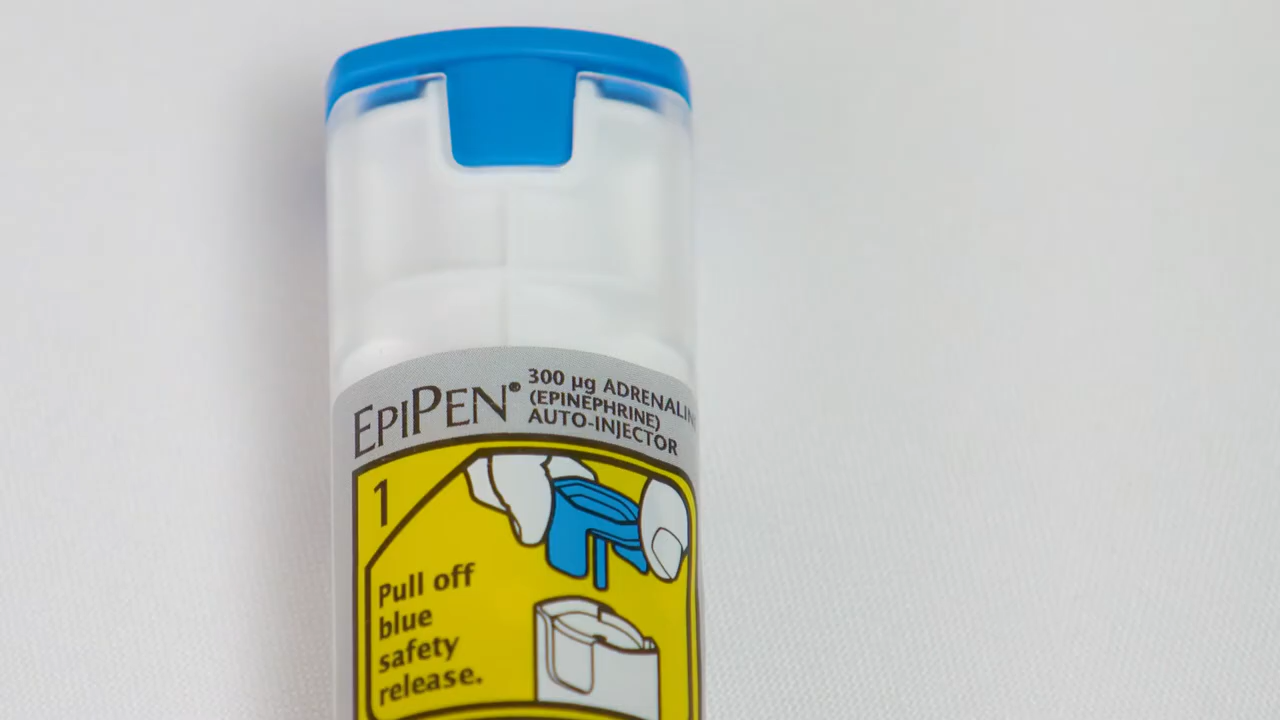 EPIPEN®
300 µg ADRENALIN
(EPINEPHRINE)
AUTO-INJECTOR
1
Pull off
blue
safety
release.